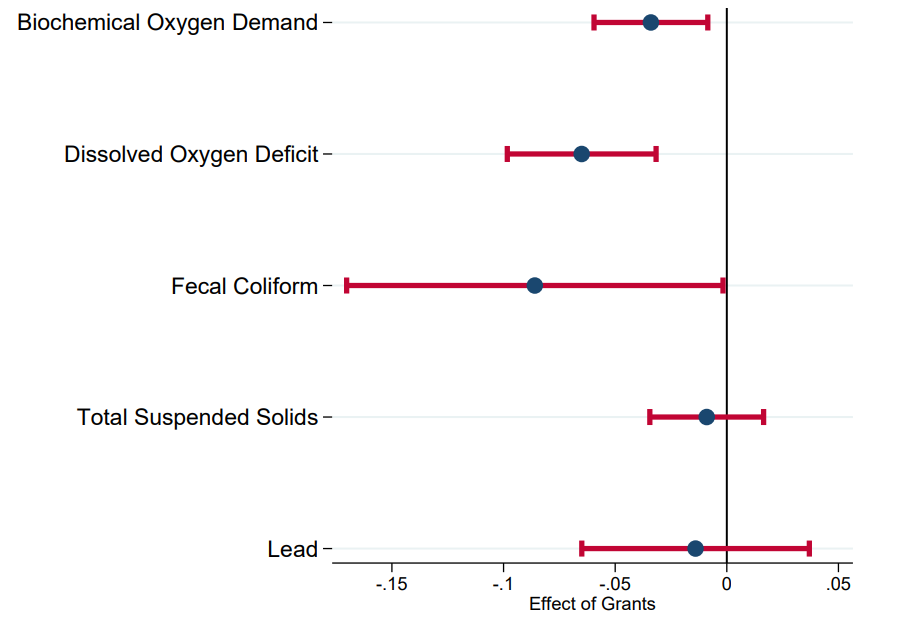 Biochemical Oxygen Demand
Dissolved Oxygen Deficit
Fecal Coliform
Total Suspended Solids
Lead
-.15 -.1 -.05 0 .05
Effect of Grants